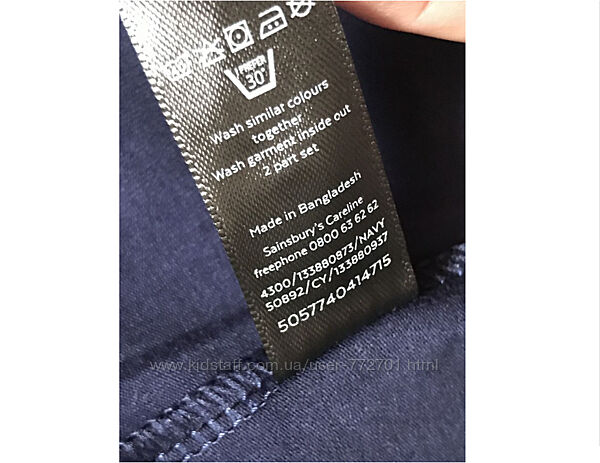 PREFER
30°
Wash similar colours
together
Wash garment inside out
2 part set
Made in Bangladesh
Sainsbury's Careline
freephone 0800 63 62 62
4300/133880873/NAVY
50892/CY/133880937
5057740414715
www.kidstaff.com.ua/user-772701.html